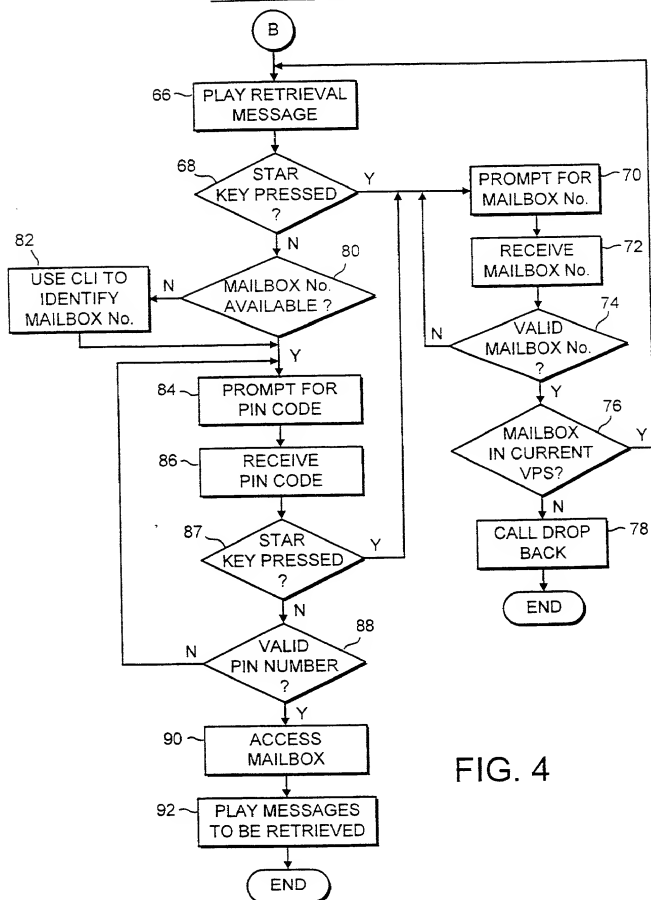 B
66
PLAY RETRIEVAL
MESSAGE
68
STAR
KEY PRESSED
?
Y
N
70
PROMPT FOR
MAILBOX No.
72
RECEIVE
MAILBOX No.
74
VALID
MAILBOX No.
?
N
Y
76
MAILBOX
IN CURRENT
VPS?
Y
N
CALL DROP
BACK
78
END
80
MAILBOX No.
AVAILABLE ?
N
Y
82
USE CLI TO
IDENTIFY
MAILBOX No.
84
PROMPT FOR
PIN CODE
86
RECEIVE
PIN CODE
87
STAR
KEY PRESSED
?
Y
N
88
VALID
PIN NUMBER
?
N
Y
90
ACCESS
MAILBOX
92
PLAY MESSAGES
TO BE RETRIEVED
END
FIG. 4